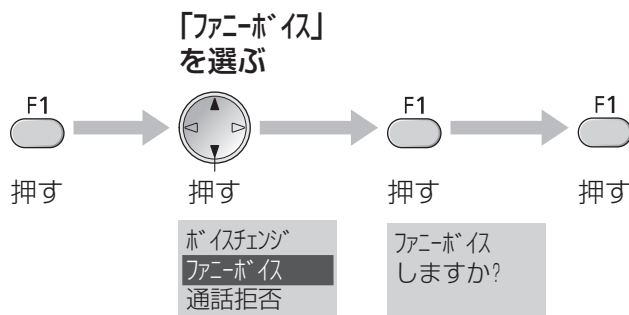 「ﾌｧﾆｰﾎﾞｲｽ」
を選ぶ
F1
F1
F1
押す
押す
押す
押す
ﾎﾞｲｽﾁｪﾝｼﾞ
ﾌｧﾆｰﾎﾞｲｽ
通話拒否
ﾌｧﾆｰﾎﾞｲｽ
しますか?